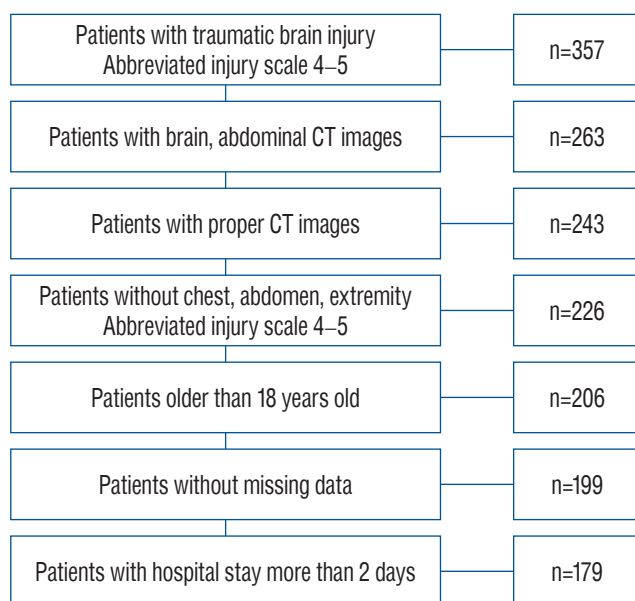 Patients with traumatic brain injury
Abbreviated injury scale 4–5
n=357
Patients with brain, abdominal CT images
n=263
Patients with proper CT images
n=243
Patients without chest, abdomen, extremity
Abbreviated injury scale 4–5
n=226
Patients older than 18 years old
n=206
Patients without missing data
n=199
Patients with hospital stay more than 2 days
n=179